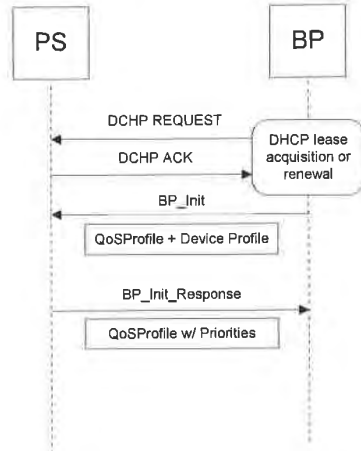 PS
BP
DCHP REQUEST
DHCP lease
acquisition or
renewal
DCHP ACK
BP_Init
QoSProfile + Device Profile
BP_Init_Response
QoSProfile w/ Priorities